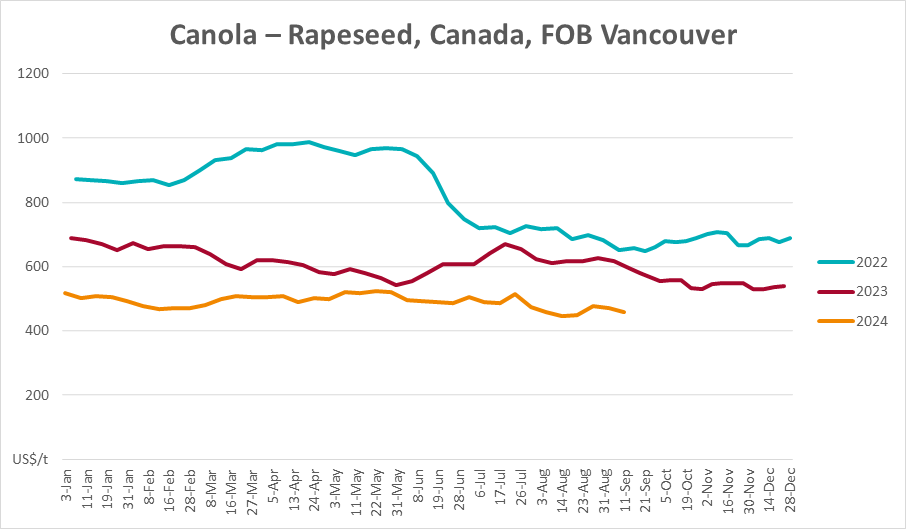 Canola – Rapeseed, Canada, FOB Vancouver
1200
1000
800
600
400
200
US$/t
2022
2023
2024
3-Jan
11-Jan
19-Jan
31-Jan
8-Feb
16-Feb
28-Feb
8-Mar
16-Mar
27-Mar
5-Apr
13-Apr
24-Apr
3-May
11-May
22-May
31-May
8-Jun
19-Jun
28-Jun
6-Jul
17-Jul
26-Jul
3-Aug
14-Aug
23-Aug
31-Aug
11-Sep
21-Sep
5-Oct
19-Oct
2-Nov
16-Nov
30-Nov
14-Dec
28-Dec